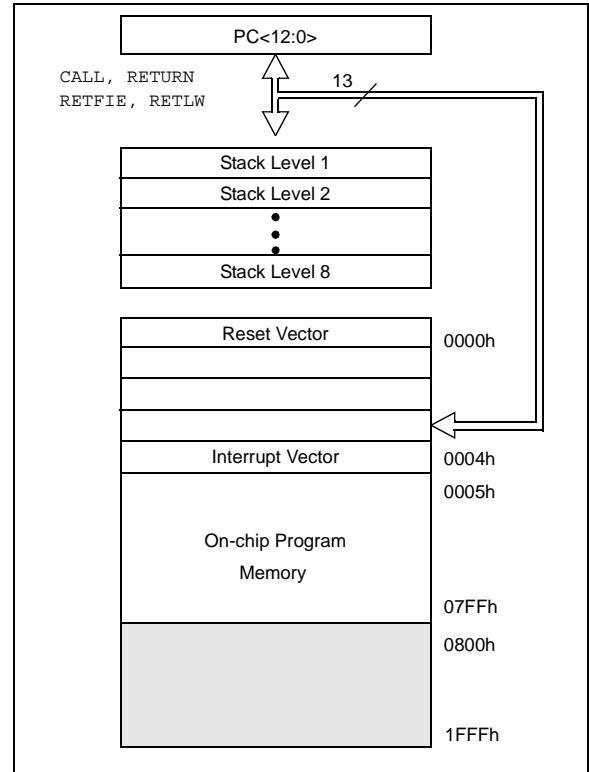 PC<12:0>
CALL, RETURN
RETFIE, RETLW
13
Stack Level 1
Stack Level 2
Stack Level 8
Reset Vector
0000h
Interrupt Vector
0004h
0005h
On-chip Program
Memory
07FFh
0800h
1FFFh